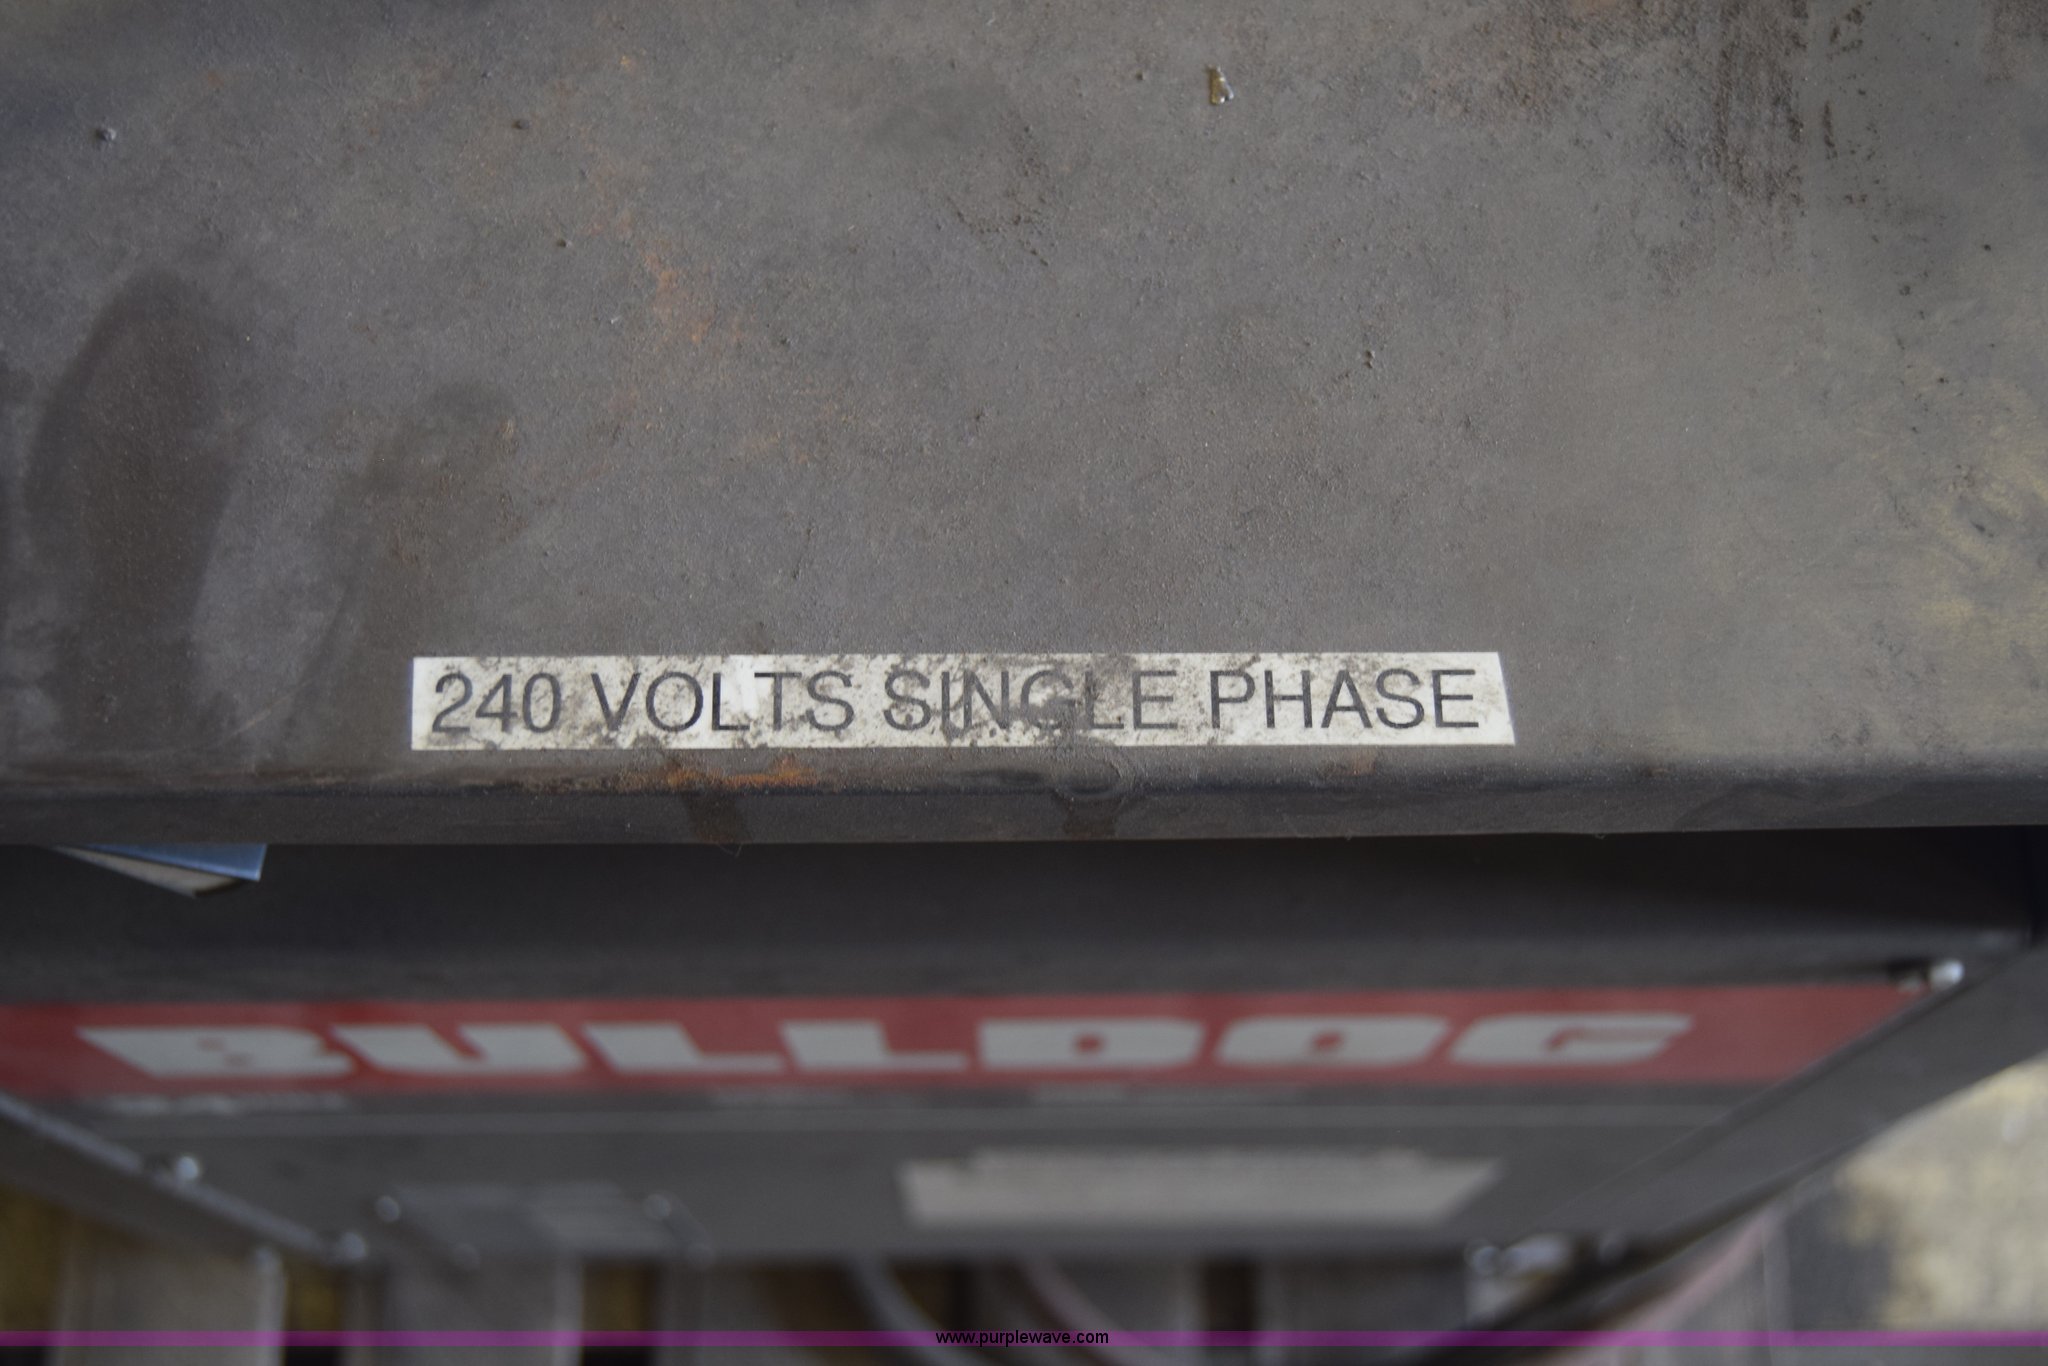 240 VOLTS SINGLE PHASE
BULLDOG
www.purplewave.com